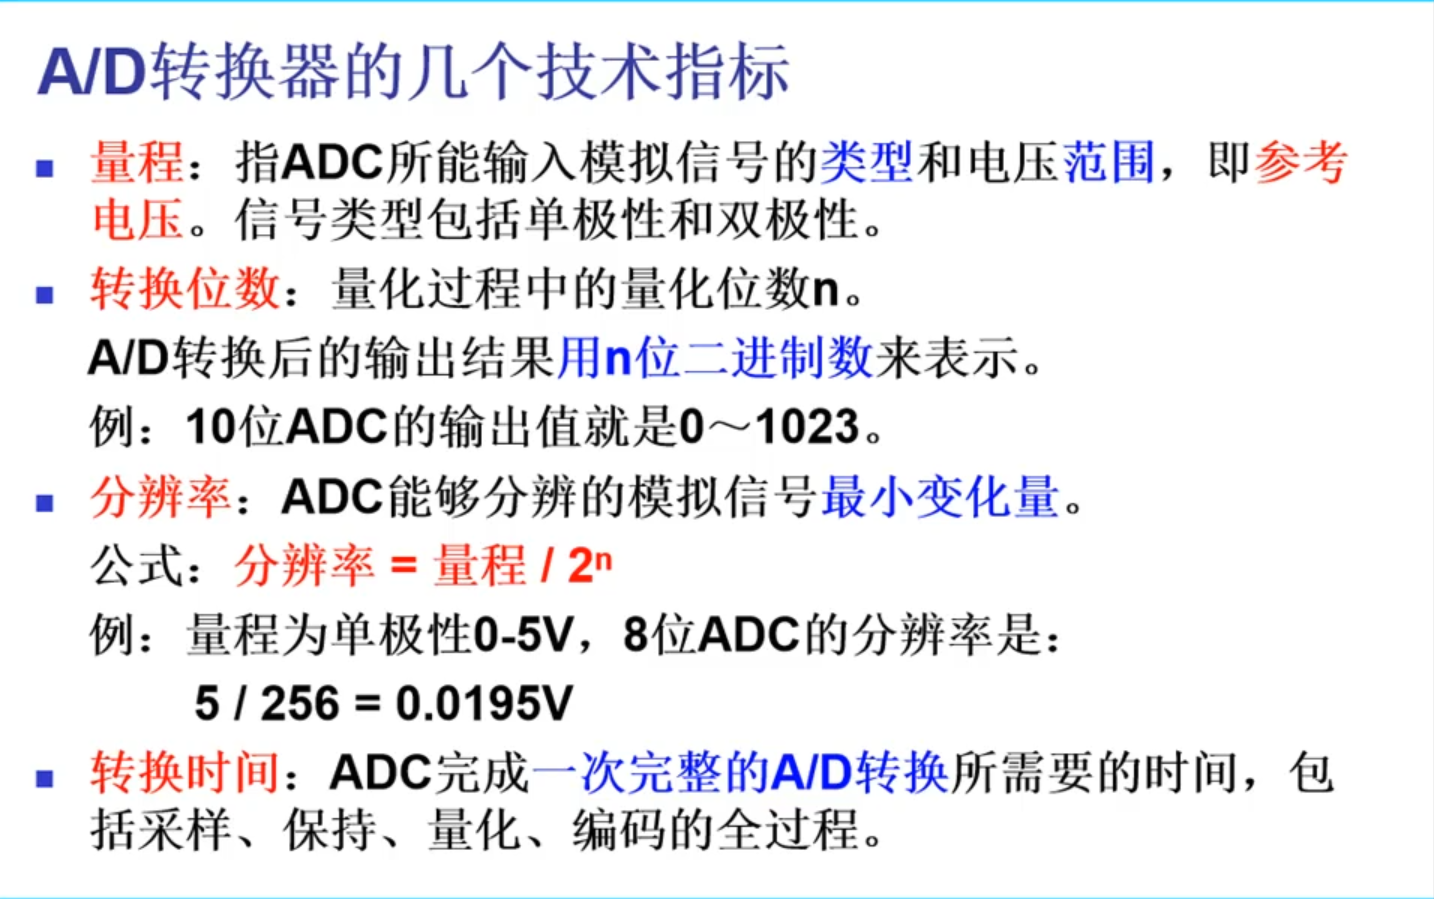 A/D转换器的几个技术指标
量程：指ADC所能输入模拟信号的类型和电压范围，即参考
电压。信号类型包括单极性和双极性。
转换位数：量化过程中的量化位数n。
A/D转换后的输出结果用n位二进制数来表示。
例：10位ADC的输出值就是0～1023。
分辨率：ADC能够分辨的模拟信号最小变化量。
公式：分辨率 = 量程 / 2ⁿ
例：量程为单极性0-5V，8位ADC的分辨率是：
5 / 256 = 0.0195V
转换时间：ADC完成一次完整的A/D转换所需要的时间，包
括采样、保持、量化、编码的全过程。